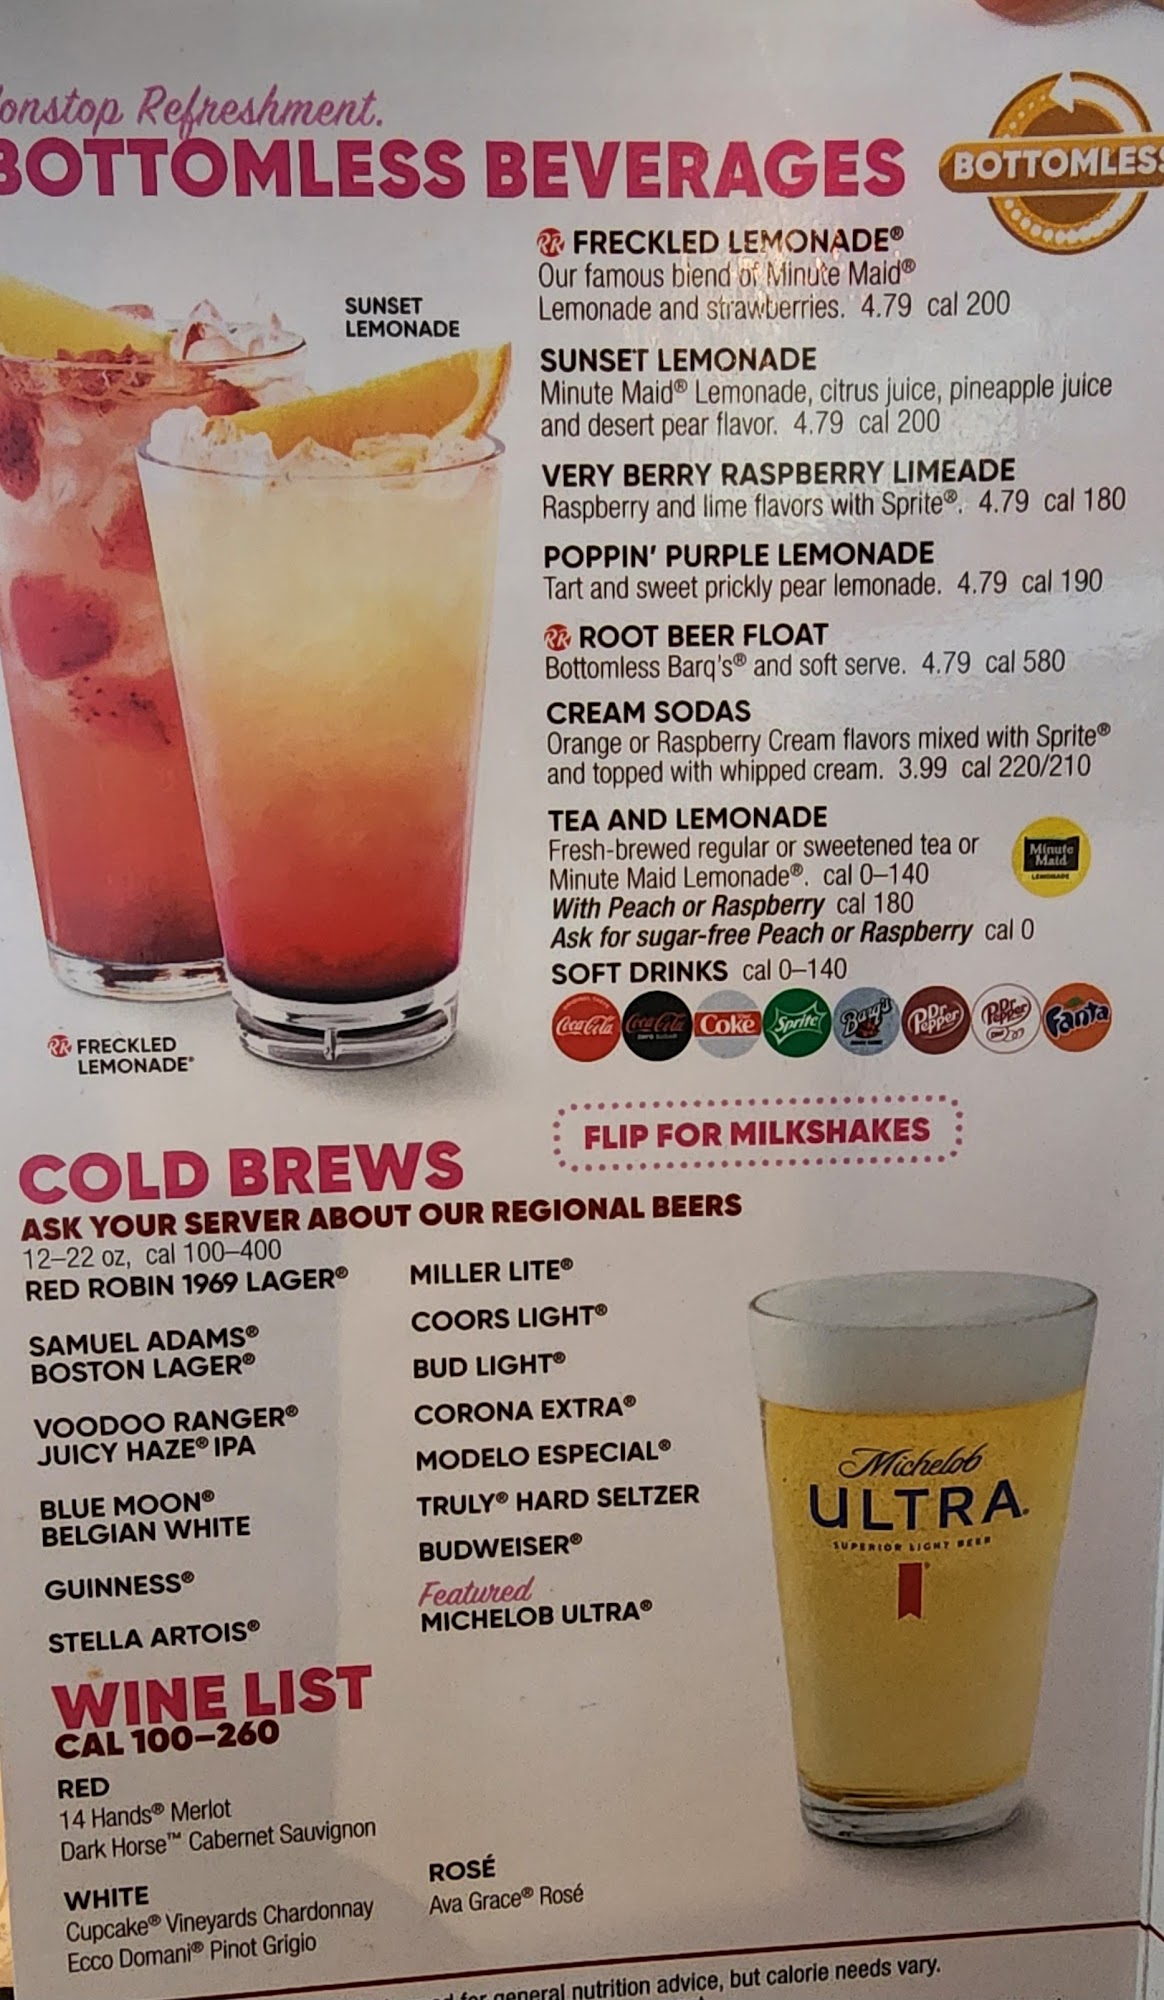 onstop Refreshment.
BOTTOMLESS BEVERAGES
BOTTOMLESS
SUNSET
LEMONADE
RR FRECKLED LEMONADE®
Our famous blend of Minute Maid®
Lemonade and strawberries. 4.79 cal 200
SUNSET LEMONADE
Minute Maid® Lemonade, citrus juice, pineapple juice
and desert pear flavor. 4.79 cal 200
VERY BERRY RASPBERRY LIMEADE
Raspberry and lime flavors with Sprite®. 4.79 cal 180
POPPIN' PURPLE LEMONADE
Tart and sweet prickly pear lemonade. 4.79 cal 190
RR ROOT BEER FLOAT
Bottomless Barq's® and soft serve. 4.79 cal 580
CREAM SODAS
Orange or Raspberry Cream flavors mixed with Sprite®
and topped with whipped cream. 3.99 cal 220/210
TEA AND LEMONADE
Fresh-brewed regular or sweetened tea or
Minute Maid Lemonade®. cal 0–140
With Peach or Raspberry cal 180
Ask for sugar-free Peach or Raspberry cal 0
Minute
Maid
LEMONADE
SOFT DRINKS cal 0–140
Coca-Cola Coca-Cola ZERO SUGAR Diet Coke Sprite Barq's Dr Pepper Dr Pepper Fanta
RR FRECKLED
LEMONADE®
FLIP FOR MILKSHAKES
COLD BREWS
ASK YOUR SERVER ABOUT OUR REGIONAL BEERS
12–22 oz, cal 100–400
RED ROBIN 1969 LAGER®
SAMUEL ADAMS®
BOSTON LAGER®
VOODOO RANGER®
JUICY HAZE® IPA
BLUE MOON®
BELGIAN WHITE
GUINNESS®
STELLA ARTOIS®
MILLER LITE®
COORS LIGHT®
BUD LIGHT®
CORONA EXTRA®
MODELO ESPECIAL®
TRULY® HARD SELTZER
BUDWEISER®
Featured
MICHELOB ULTRA®
Michelob
ULTRA®
SUPERIOR LIGHT BEER
WINE LIST
CAL 100–260
RED
14 Hands® Merlot
Dark Horse™ Cabernet Sauvignon
WHITE
Cupcake® Vineyards Chardonnay
Ecco Domani® Pinot Grigio
ROSÉ
Ava Grace® Rosé
for general nutrition advice, but calorie needs vary.